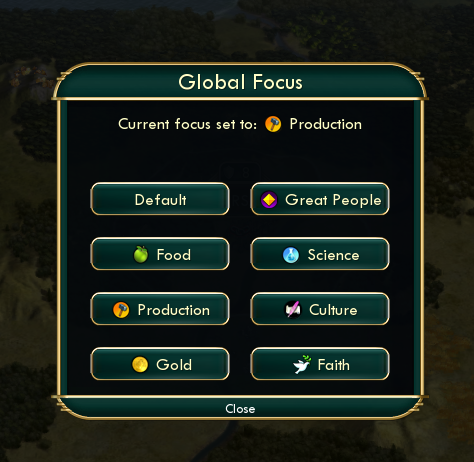 Global Focus
Current focus set to: Production
Default
Great People
Food
Science
Production
Culture
Gold
Faith
Close